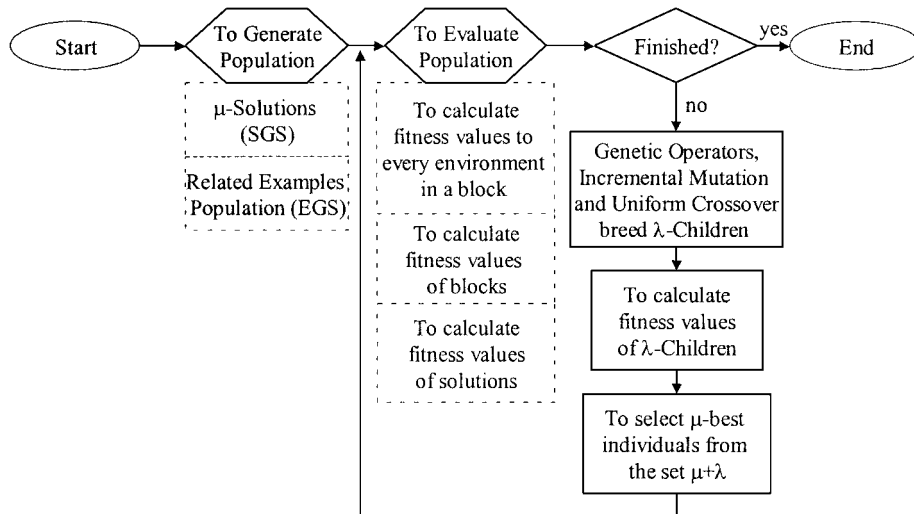 Start
To Generate
Population
To Evaluate
Population
Finished?
yes
End
μ-Solutions
(SGS)
Related Examples
Population (EGS)
To calculate
fitness values to
every environment
in a block
To calculate
fitness values
of blocks
To calculate
fitness values
of solutions
no
Genetic Operators,
Incremental Mutation
and Uniform Crossover
breed λ-Children
To calculate
fitness values
of λ-Children
To select μ-best
individuals from
the set μ+λ